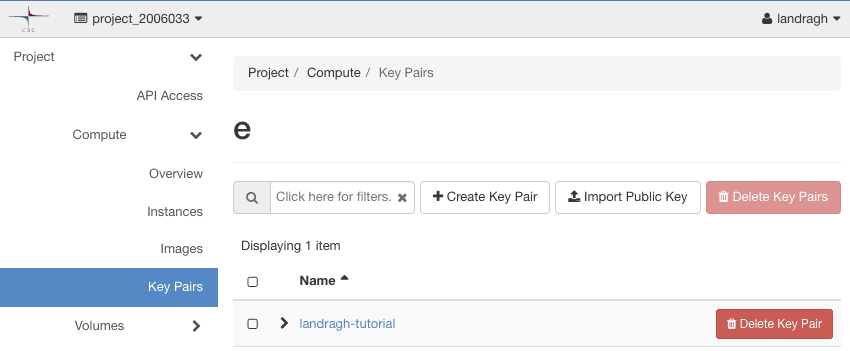 CSC
project_2006033
landragh
Project
API Access
Compute
Overview
Instances
Images
Key Pairs
Volumes
Project / Compute / Key Pairs
e
Click here for filters.
Create Key Pair
Import Public Key
Delete Key Pairs
Displaying 1 item
Name
landragh-tutorial
Delete Key Pair